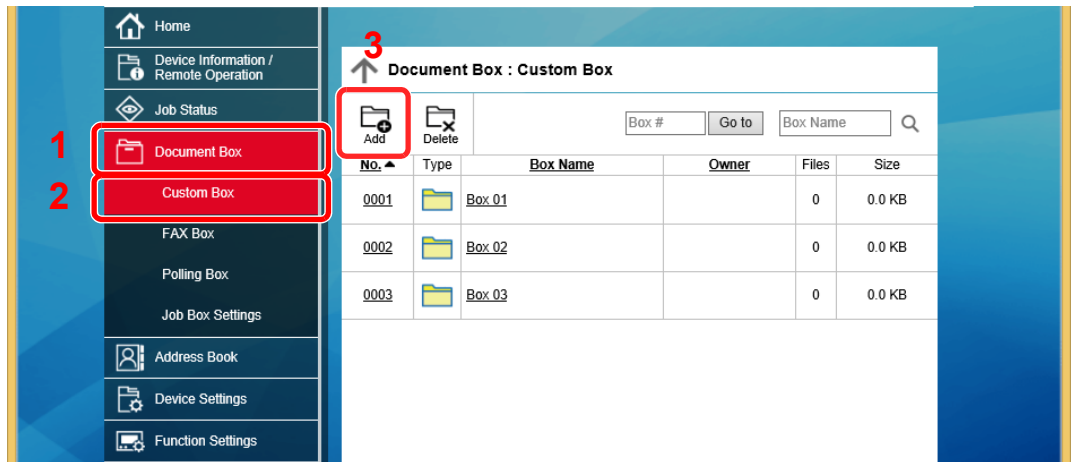 Home
Device Information /
Remote Operation
Job Status
1
Document Box
2
Custom Box
FAX Box
Polling Box
Job Box Settings
Address Book
Device Settings
Function Settings
3
Document Box : Custom Box
Add Delete Box # Go to Box Name
No. Type Box Name Owner Files Size
0001 Box 01 0 0.0 KB
0002 Box 02 0 0.0 KB
0003 Box 03 0 0.0 KB